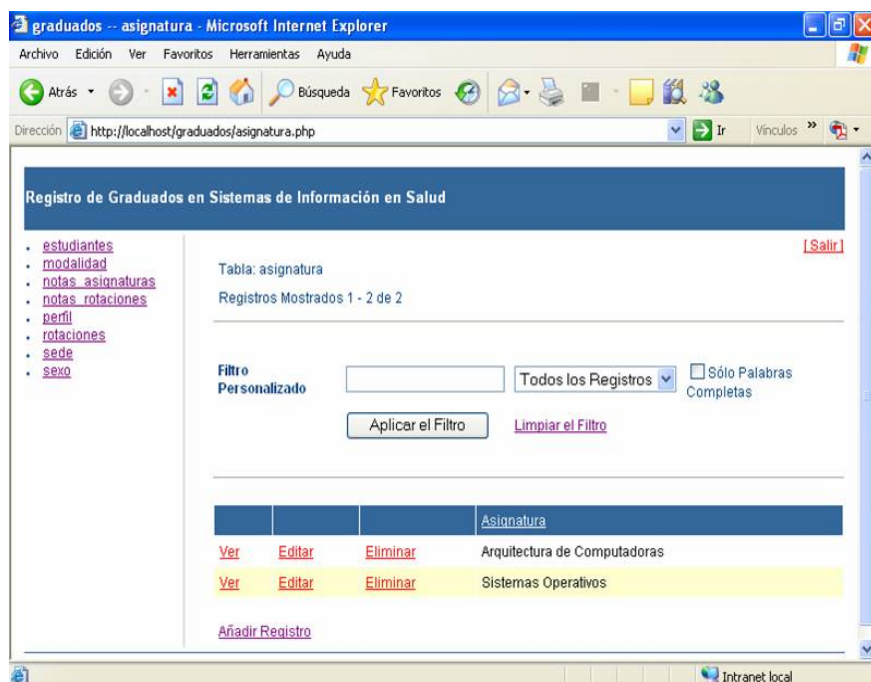 graduados -- asignatura - Microsoft Internet Explorer
Archivo Edición Ver Favoritos Herramientas Ayuda
Atrás Búsqueda Favoritos
Dirección http://localhost/graduados/asignatura.php Ir Vínculos »
Registro de Graduados en Sistemas de Información en Salud
[ Salir ]
estudiantes
modalidad
notas_asignaturas
notas_rotaciones
perfil
rotaciones
sede
sexo
Tabla: asignatura
Registros Mostrados 1 - 2 de 2
Filtro Personalizado
Todos los Registros
Sólo Palabras Completas
Aplicar el Filtro Limpiar el Filtro
Asignatura
Ver Editar Eliminar Arquitectura de Computadoras
Ver Editar Eliminar Sistemas Operativos
Añadir Registro
Intranet local